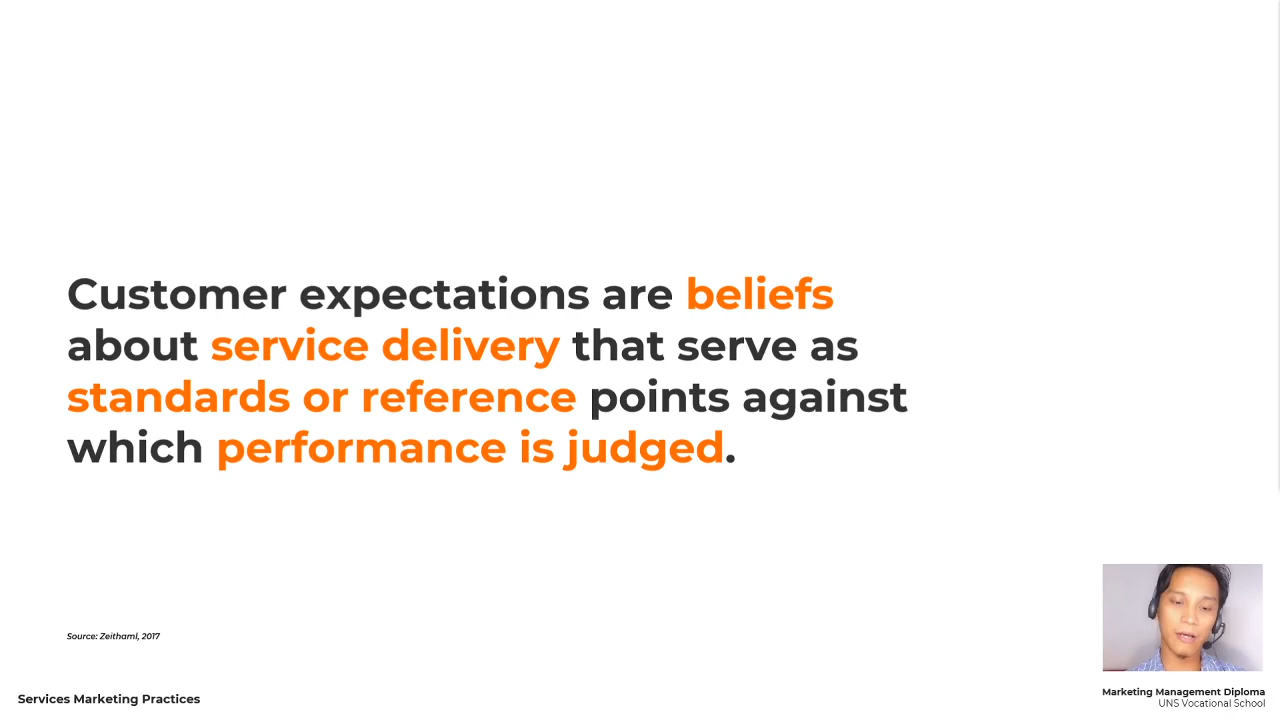 Customer expectations are beliefs
about service delivery that serve as
standards or reference points against
which performance is judged.
Source: Zeithaml, 2017
Services Marketing Practices
Marketing Management Diploma
UNS Vocational School